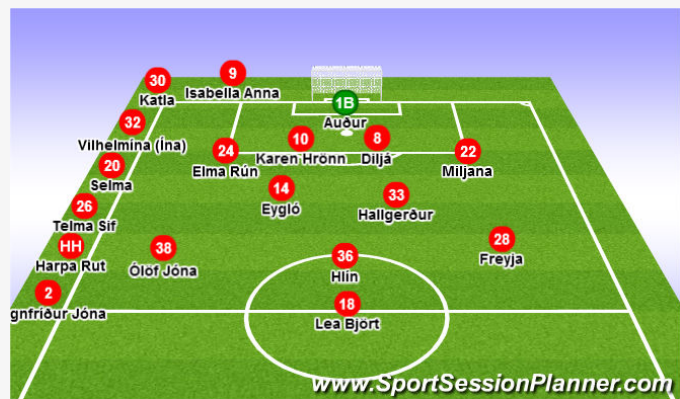 9
Isabella Anna
30
Katla
1B
Auður
32
Vilhelmína (Ína)
10
Karen Hrönn
8
Diljá
24
Elma Rún
22
Miljana
20
Selma
14
Eygló
33
Hallgerður
26
Telma Sif
HH
Harpa Rut
38
Ólöf Jóna
28
Freyja
36
Hlín
2
gnfríður Jóna
18
Lea Björt
www.SportSessionPlanner.com